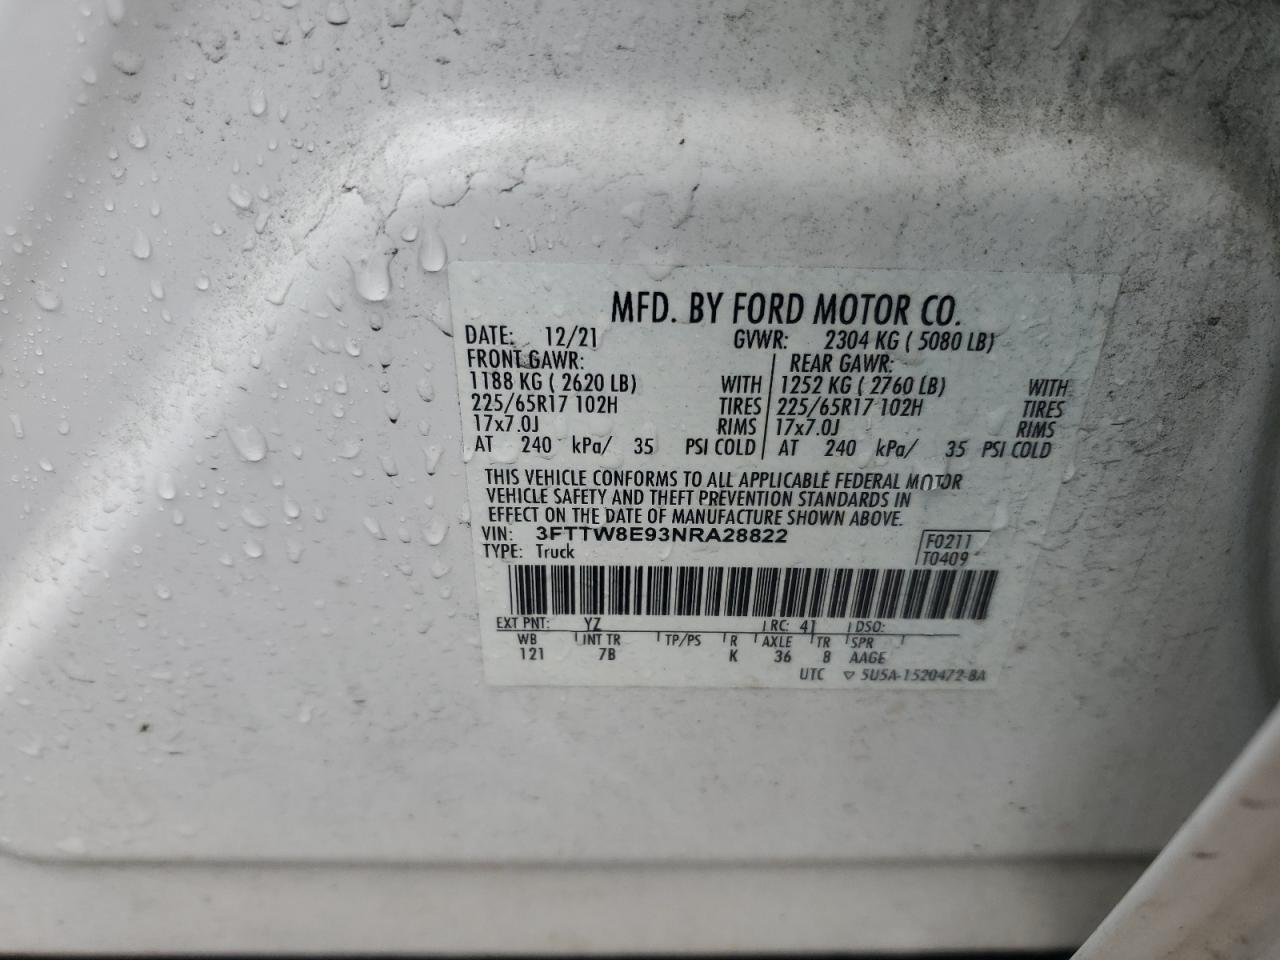 MFD. BY FORD MOTOR CO.
DATE: 12/21 GVWR: 2304 KG ( 5080 LB)
FRONT GAWR: REAR GAWR:
1188 KG ( 2620 LB) WITH 1252 KG ( 2760 LB) WITH
225/65R17 102H TIRES 225/65R17 102H TIRES
17x7.0J RIMS 17x7.0J RIMS
AT 240 kPa/ 35 PSI COLD AT 240 kPa/ 35 PSI COLD
THIS VEHICLE CONFORMS TO ALL APPLICABLE FEDERAL MOTOR
VEHICLE SAFETY AND THEFT PREVENTION STANDARDS IN
EFFECT ON THE DATE OF MANUFACTURE SHOWN ABOVE.
VIN: 3FTTW8E93NRA28822 F0211
TYPE: Truck T0409
EXT PNT: YZ RC: 41 DSO:
WB INT TR TP/PS R AXLE TR SPR
121 7B K 36 8 AAGE
UTC ▽ 5U5A-1520472-BA